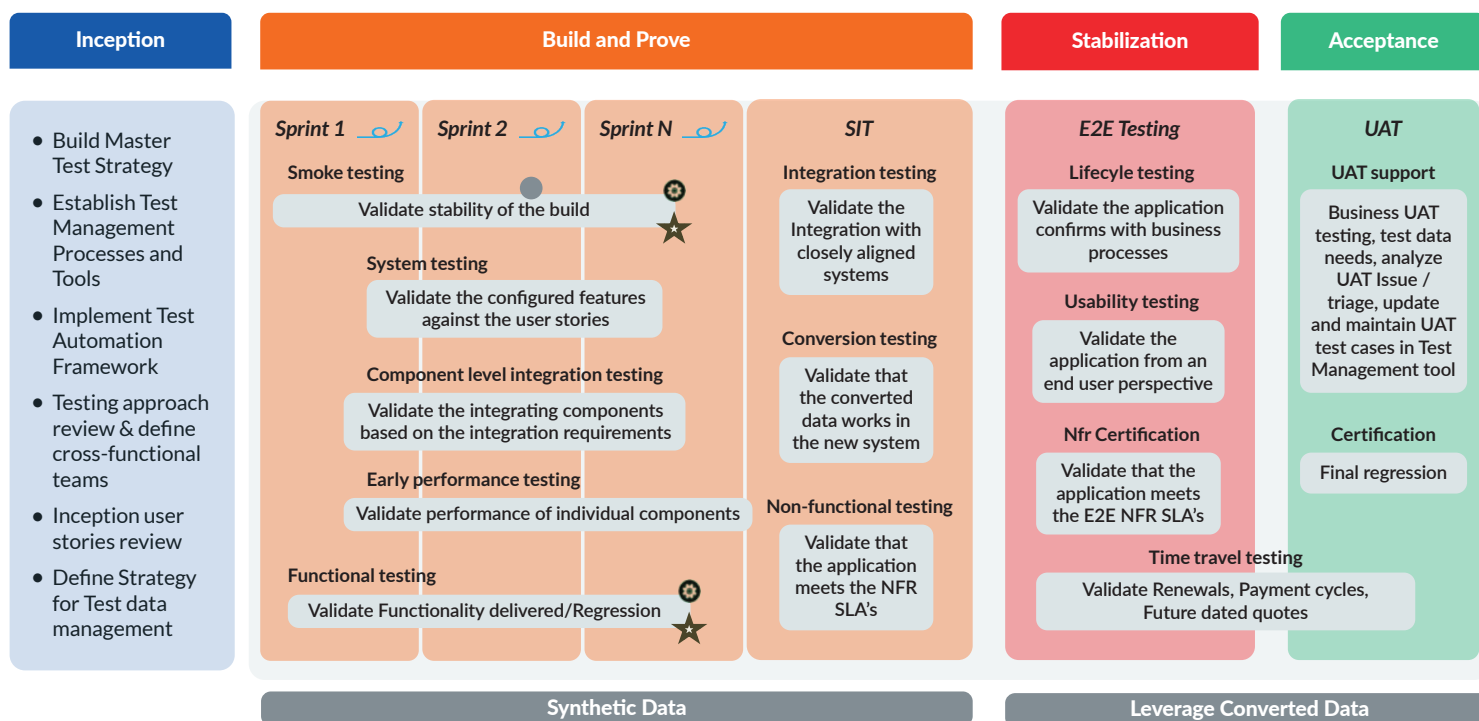 Inception
Build and Prove
Stabilization
Acceptance
• Build Master
Test Strategy
• Establish Test
Management
Processes and
Tools
• Implement Test
Automation
Framework
• Testing approach
review & define
cross-functional
teams
• Inception user
stories review
• Define Strategy
for Test data
management
Sprint 1
Sprint 2
Sprint N
Smoke testing
Validate stability of the build
System testing
Validate the configured features
against the user stories
Component level integration testing
Validate the integrating components
based on the integration requirements
Early performance testing
Validate performance of individual components
Functional testing
Validate Functionality delivered/Regression
SIT
Integration testing
Validate the
Integration with
closely aligned
systems
Conversion testing
Validate that
the converted
data works in
the new system
Non-functional testing
Validate that
the application
meets the NFR
SLA's
E2E Testing
Lifecyle testing
Validate the application
confirms with business
processes
Usability testing
Validate the
application from an
end user perspective
Nfr Certification
Validate that the
application meets
the E2E NFR SLA's
Time travel testing
Validate Renewals, Payment cycles,
Future dated quotes
UAT
UAT support
Business UAT
testing, test data
needs, analyze
UAT Issue /
triage, update
and maintain UAT
test cases in Test
Management tool
Certification
Final regression
Synthetic Data
Leverage Converted Data